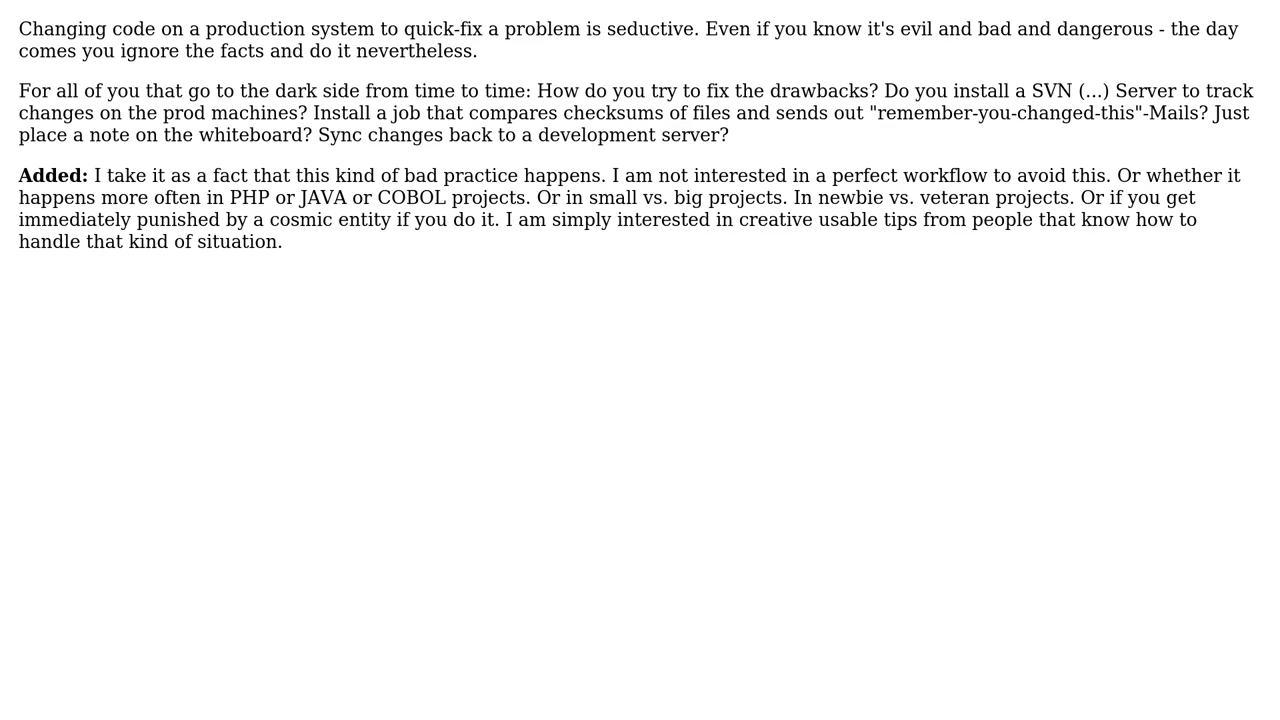 Changing code on a production system to quick-fix a problem is seductive. Even if you know it's evil and bad and dangerous - the day
comes you ignore the facts and do it nevertheless.
For all of you that go to the dark side from time to time: How do you try to fix the drawbacks? Do you install a SVN (...) Server to track
changes on the prod machines? Install a job that compares checksums of files and sends out "remember-you-changed-this"-Mails? Just
place a note on the whiteboard? Sync changes back to a development server?
Added: I take it as a fact that this kind of bad practice happens. I am not interested in a perfect workflow to avoid this. Or whether it
happens more often in PHP or JAVA or COBOL projects. Or in small vs. big projects. In newbie vs. veteran projects. Or if you get
immediately punished by a cosmic entity if you do it. I am simply interested in creative usable tips from people that know how to
handle that kind of situation.